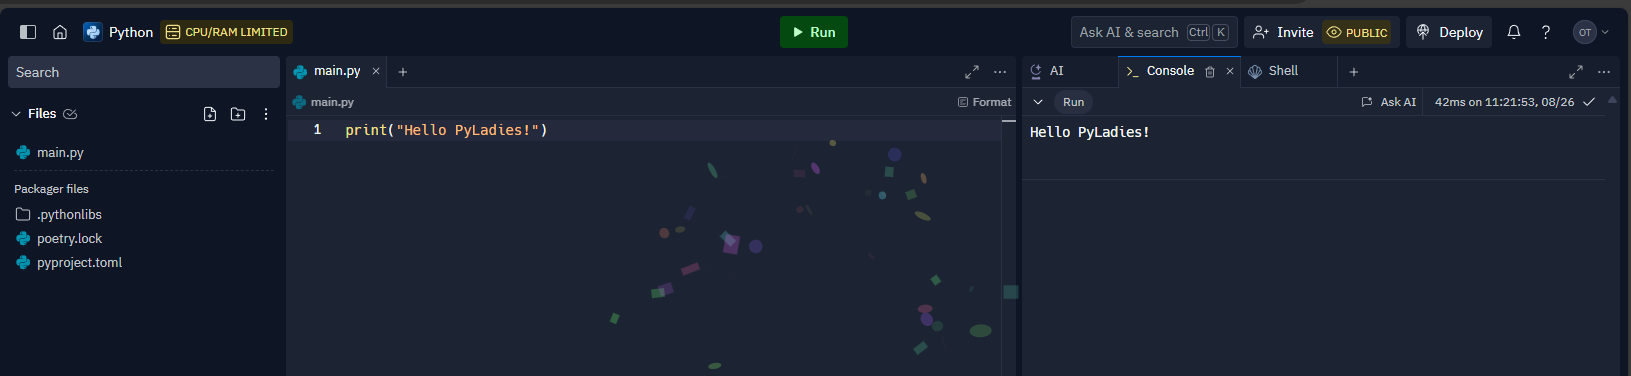 Python CPU/RAM LIMITED Run Ask AI & search Ctrl K Invite PUBLIC Deploy ? OT
Search
Files
main.py
Packager files
.pythonlibs
poetry.lock
pyproject.toml
main.py × +
main.py Format
1 print("Hello PyLadies!")
AI Console × Shell +
Run Ask AI 42ms on 11:21:53, 08/26
Hello PyLadies!